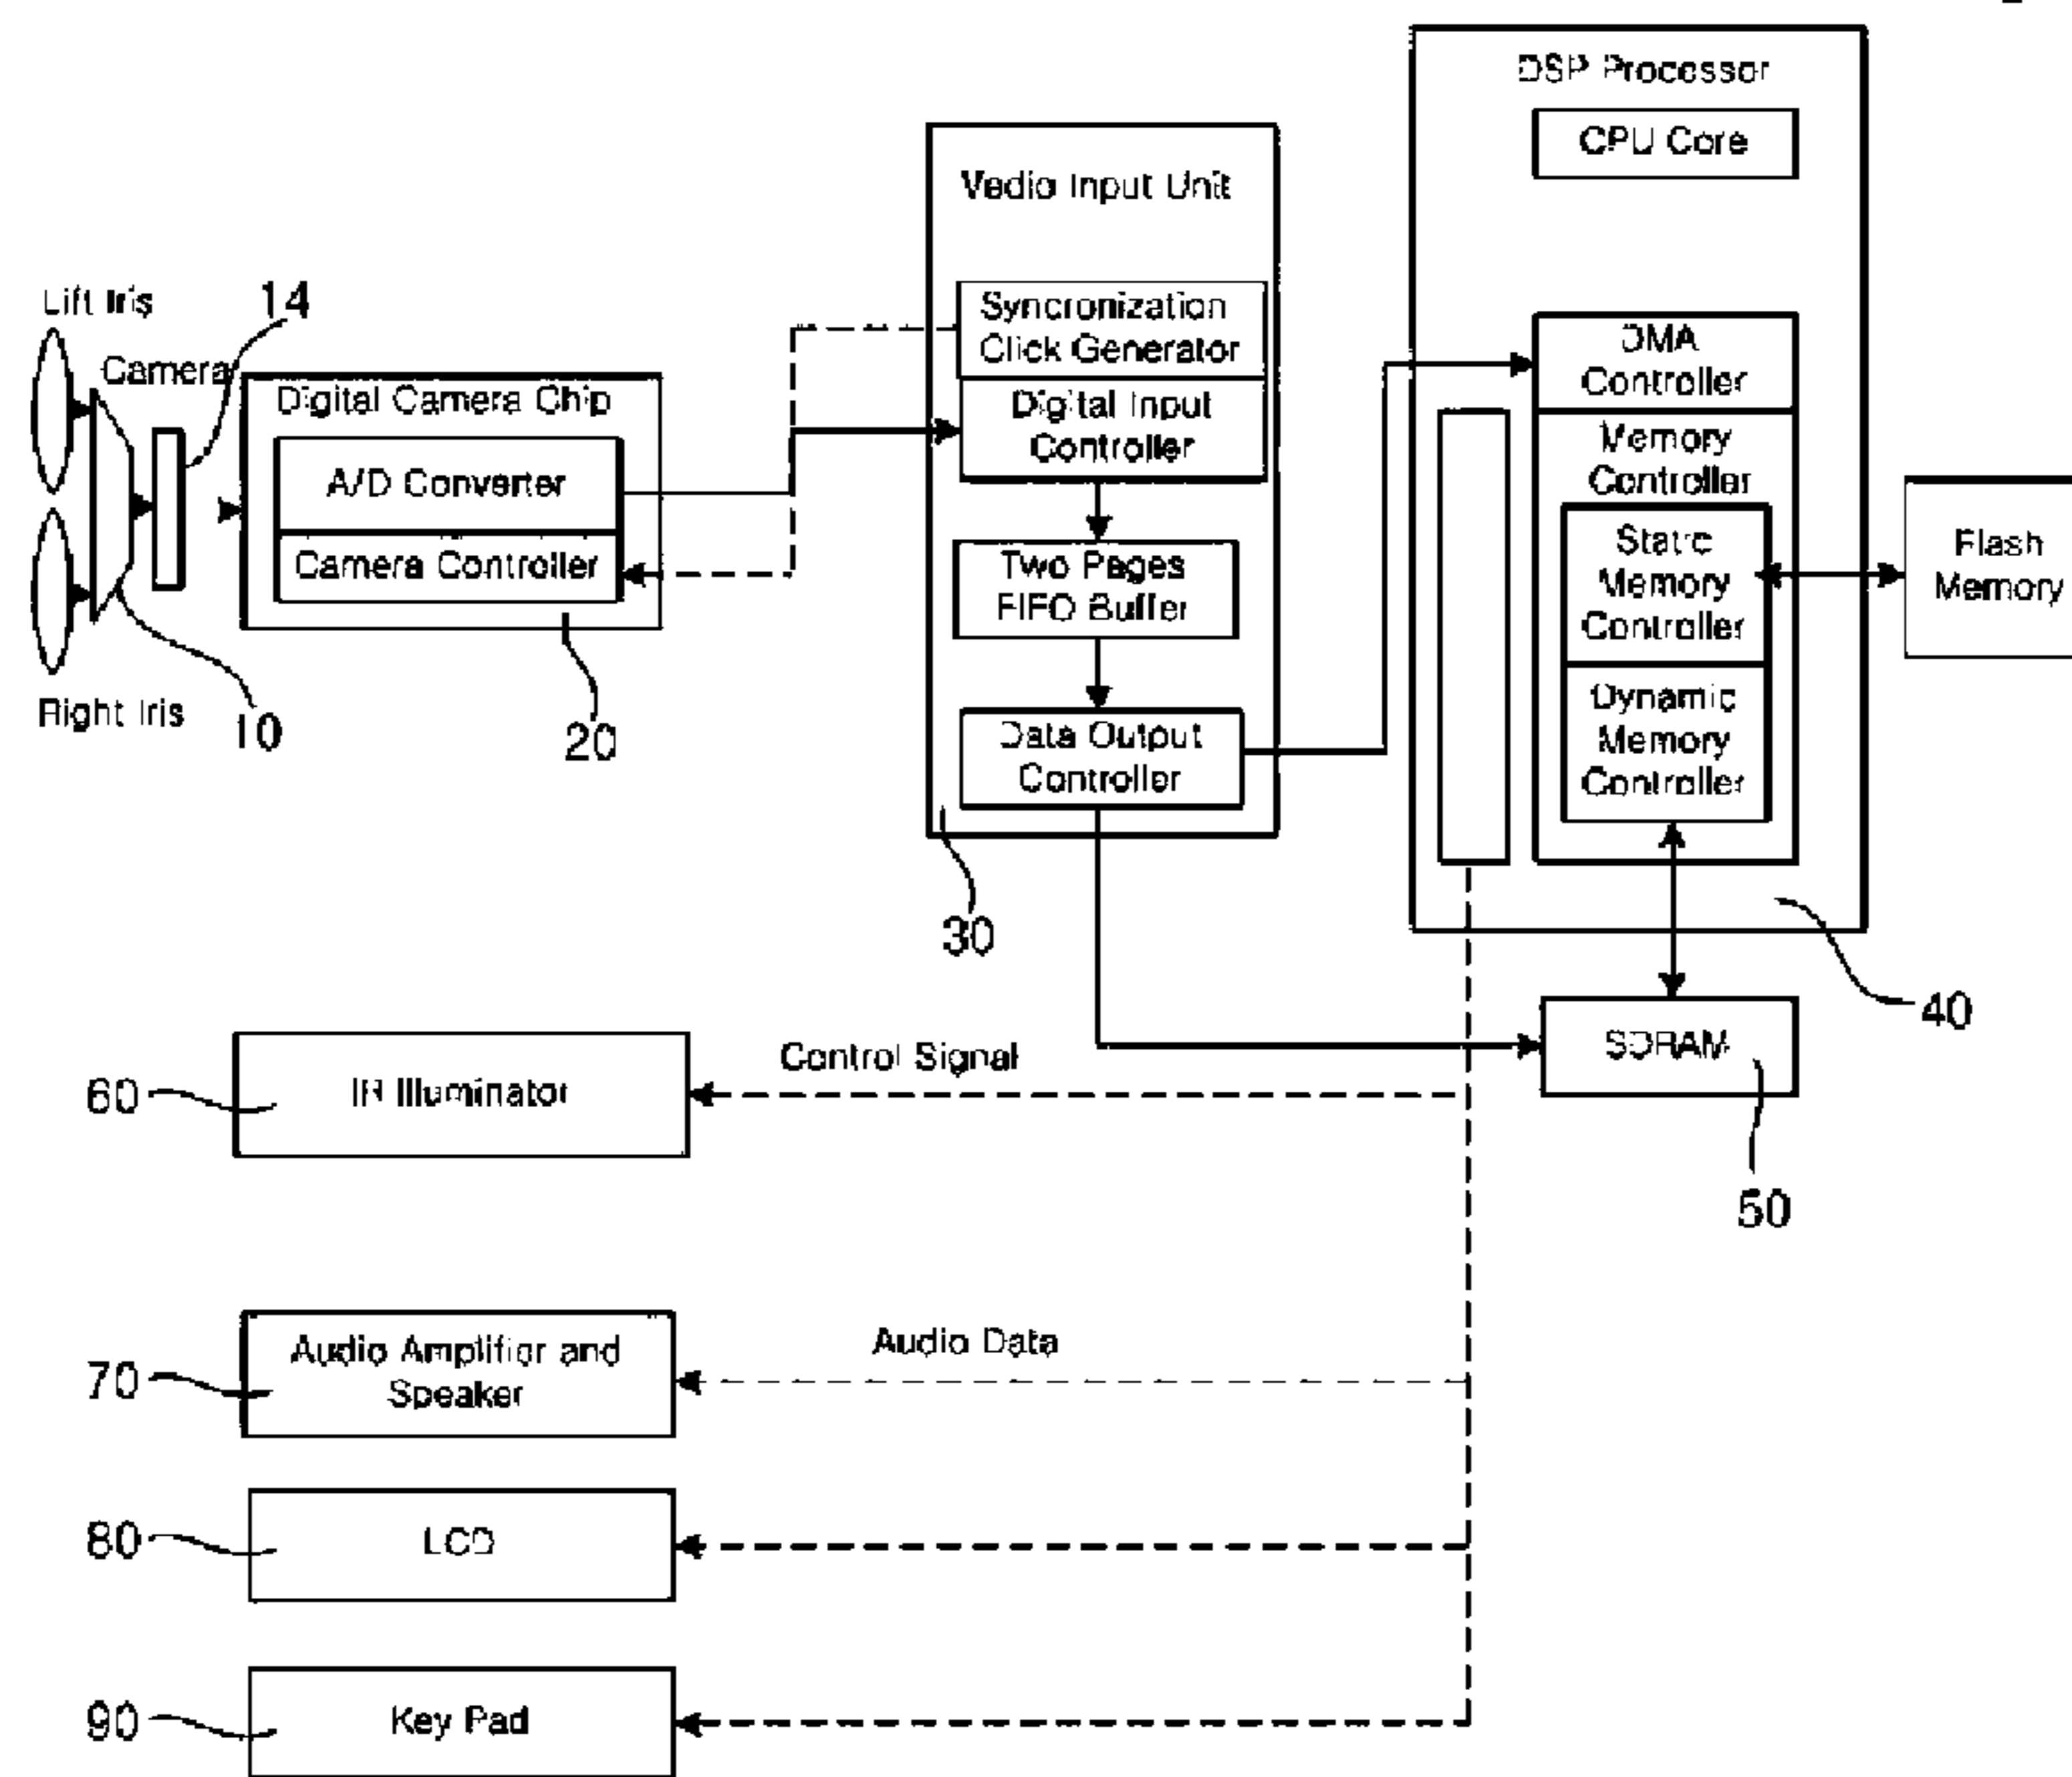 DSP Processor
CPU Core
Vedio Input Unit
Lift Iris
14
Camera
Digital Camera Chip
A/D Converter
Camera Controller
Syncronization
Click Generator
Digital Input
Controller
Two Pages
FIFO Buffer
Data Output
Controller
DMA
Controller
Memory
Controller
Static
Memory
Controller
Dynamic
Memory
Controller
Flash
Memory
Right Iris
10
20
30
40
SDRAM
50
60
IR Illuminator
Control Signal
70
Audio Amplifier and
Speaker
Audio Data
80
LCD
90
Key Pad